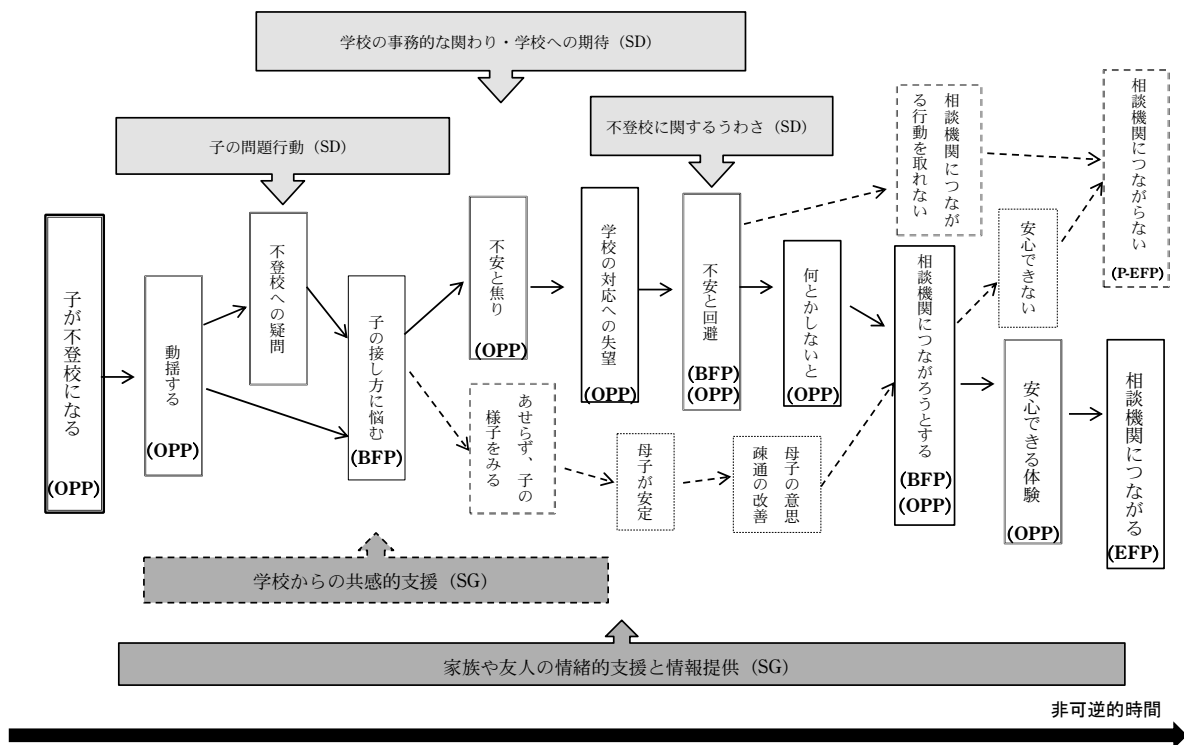 学校の事務的な関わり・学校への期待（SD）
子の問題行動（SD）
不登校に関するうわさ（SD）
子が不登校になる
(OPP)
動揺する
(OPP)
不登校への疑問
子の接し方に悩む
(BFP)
不安と焦り
(OPP)
あせらず、子の
様子をみる
学校の対応への失望
(OPP)
母子が安定
不安と回避
(BFP)
(OPP)
何とかしないと
(OPP)
母子の意思
疎通の改善
相談機関につなが
る行動を取れない
相談機関につながろうとする
(BFP)
(OPP)
安心できない
安心できる体験
(OPP)
相談機関につながらない
(P-EFP)
相談機関につながる
(EFP)
学校からの共感的支援（SG）
家族や友人の情緒的支援と情報提供（SG）
非可逆的時間